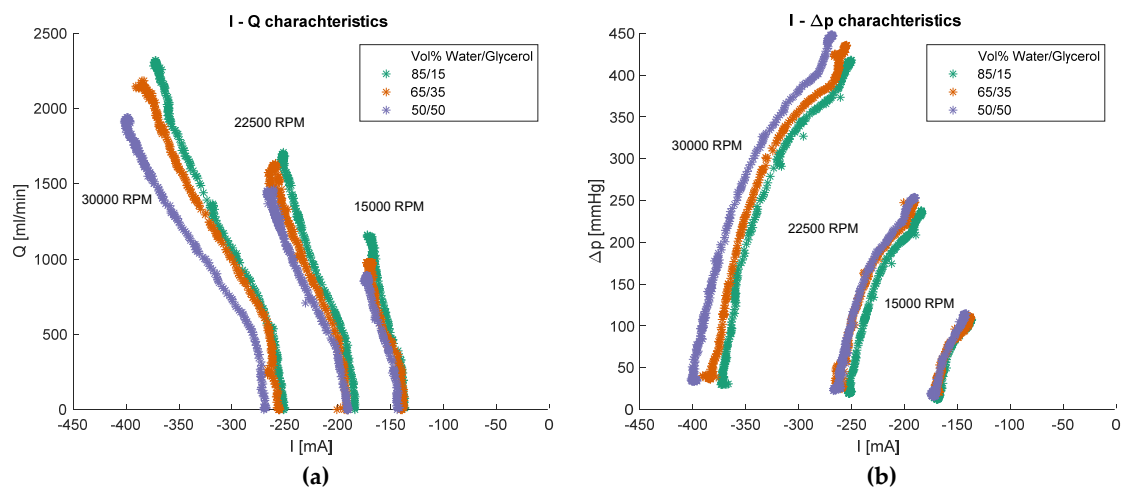 I - Q charachteristics
2500
2000
1500
1000
500
0
Q [ml/min]
Vol% Water/Glycerol
85/15
65/35
50/50
22500 RPM
30000 RPM
15000 RPM
-450 -400 -350 -300 -250 -200 -150 -100 -50 0
I [mA]
(a)
I - Δp charachteristics
450
400
350
300
250
200
150
100
50
0
Δp [mmHg]
Vol% Water/Glycerol
85/15
65/35
50/50
30000 RPM
22500 RPM
15000 RPM
-450 -400 -350 -300 -250 -200 -150 -100 -50 0
I [mA]
(b)